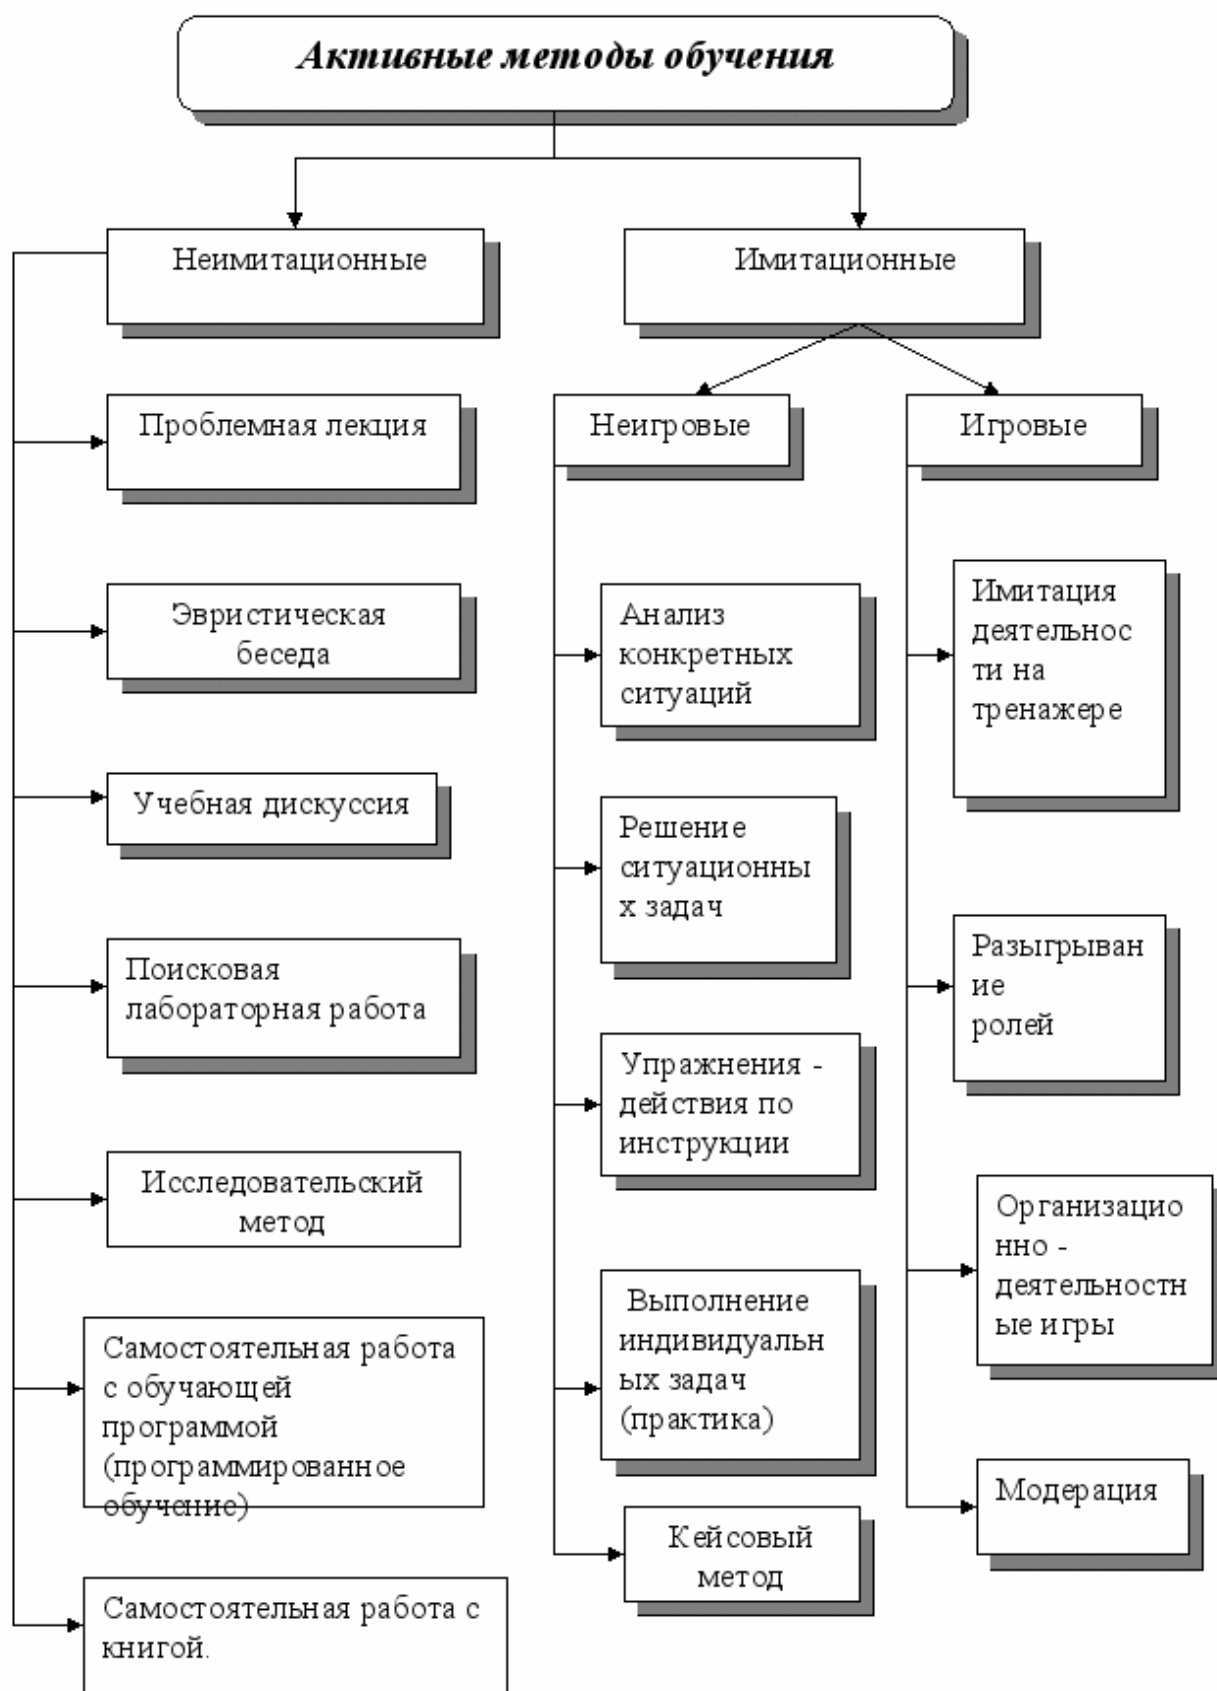 Активные методы обучения
Неимитационные
Имитационные
Проблемная лекция
Эвристическая
беседа
Учебная дискуссия
Поисковая
лабораторная работа
Исследовательский
метод
Самостоятельная работа
с обучающей
программой
(программированное
обучение)
Самостоятельная работа с
книгой.
Неигровые
Анализ
конкретных
ситуаций
Решение
ситуационны
х задач
Упражнения -
действия по
инструкции
Выполнение
индивидуальн
ых задач
(практика)
Кейсовый
метод
Игровые
Имитация
деятельнос
ти на
тренажере
Разыгрыван
ие
ролей
Организацио
нно -
деятельностн
ые игры
Модерация